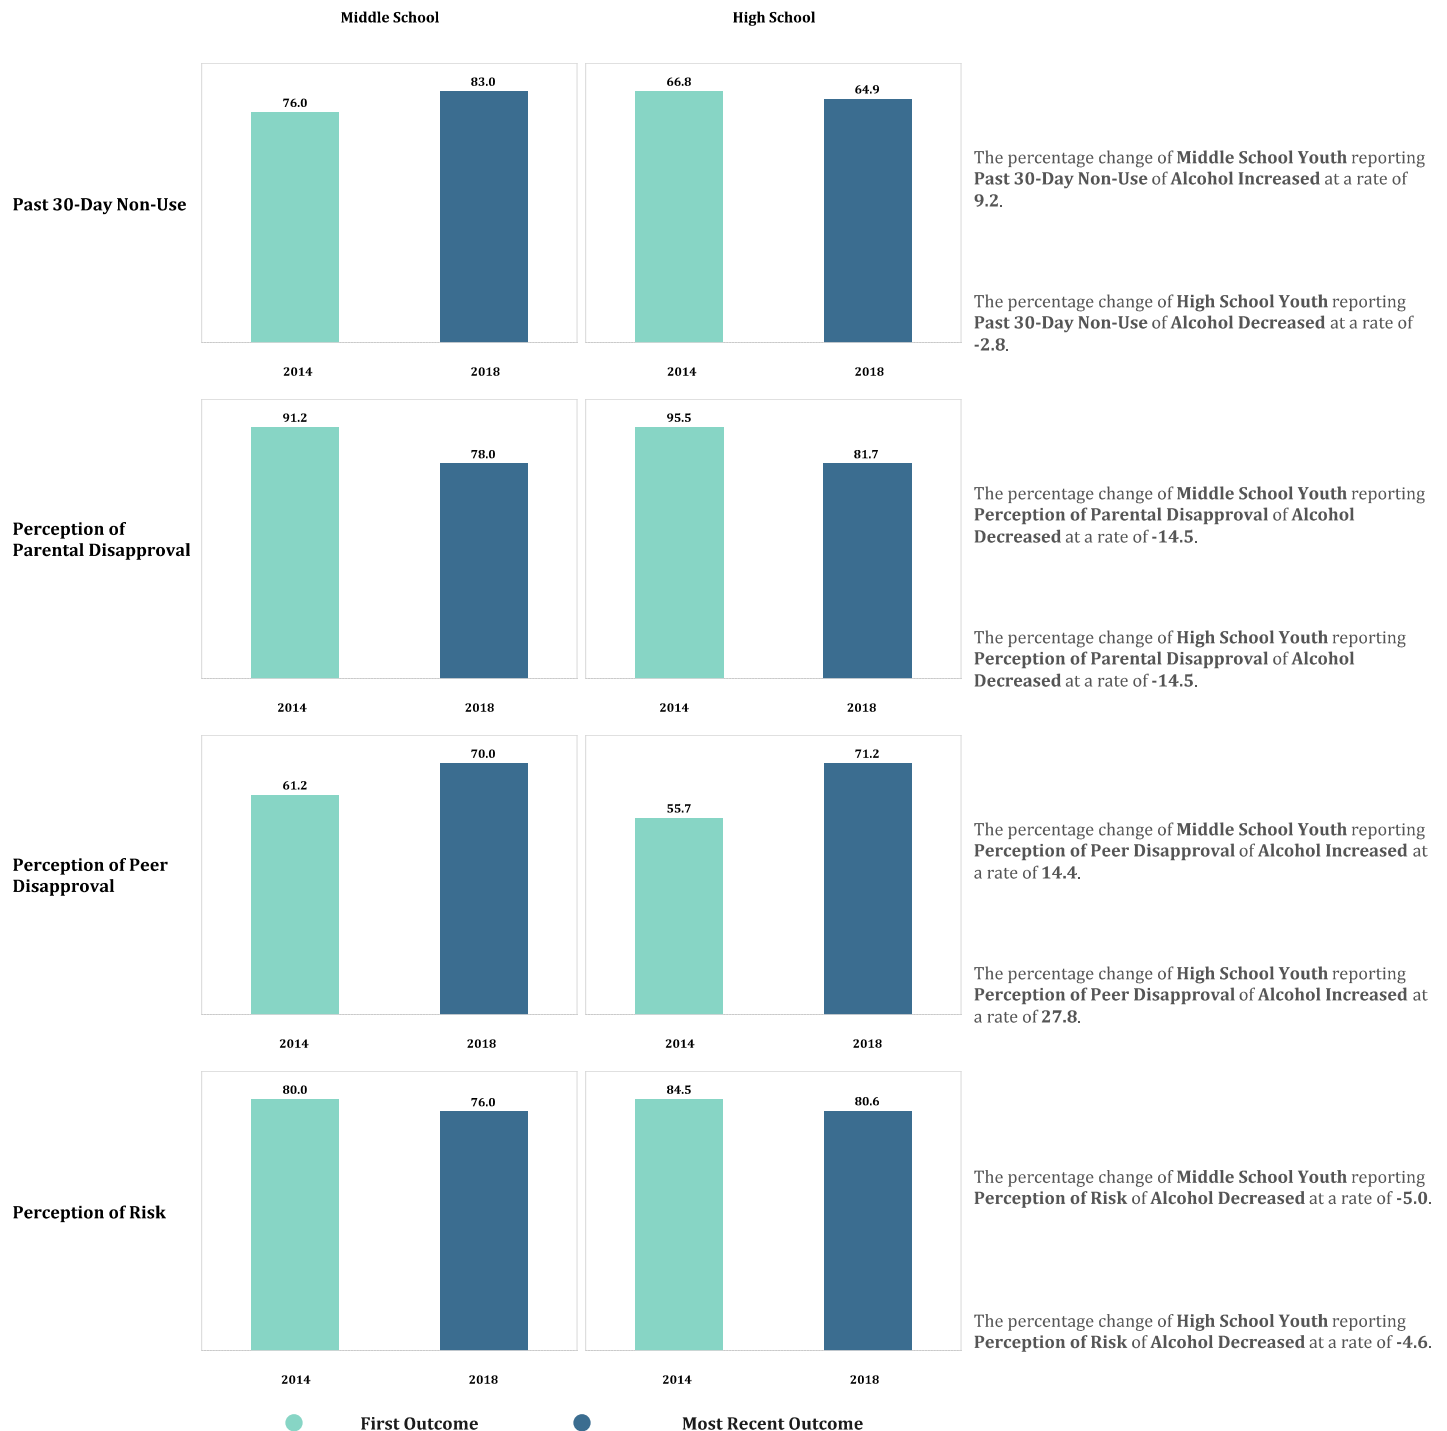 Middle School
High School
Past 30-Day Non-Use
76.0
83.0
2014
2018
66.8
64.9
2014
2018
The percentage change of Middle School Youth reporting
Past 30-Day Non-Use of Alcohol Increased at a rate of
9.2.
The percentage change of High School Youth reporting
Past 30-Day Non-Use of Alcohol Decreased at a rate of
-2.8.
Perception of
Parental Disapproval
91.2
78.0
2014
2018
95.5
81.7
2014
2018
The percentage change of Middle School Youth reporting
Perception of Parental Disapproval of Alcohol
Decreased at a rate of -14.5.
The percentage change of High School Youth reporting
Perception of Parental Disapproval of Alcohol
Decreased at a rate of -14.5.
Perception of Peer
Disapproval
61.2
70.0
2014
2018
55.7
71.2
2014
2018
The percentage change of Middle School Youth reporting
Perception of Peer Disapproval of Alcohol Increased at
a rate of 14.4.
The percentage change of High School Youth reporting
Perception of Peer Disapproval of Alcohol Increased at
a rate of 27.8.
Perception of Risk
80.0
76.0
2014
2018
84.5
80.6
2014
2018
The percentage change of Middle School Youth reporting
Perception of Risk of Alcohol Decreased at a rate of -5.0.
The percentage change of High School Youth reporting
Perception of Risk of Alcohol Decreased at a rate of -4.6.
First Outcome
Most Recent Outcome